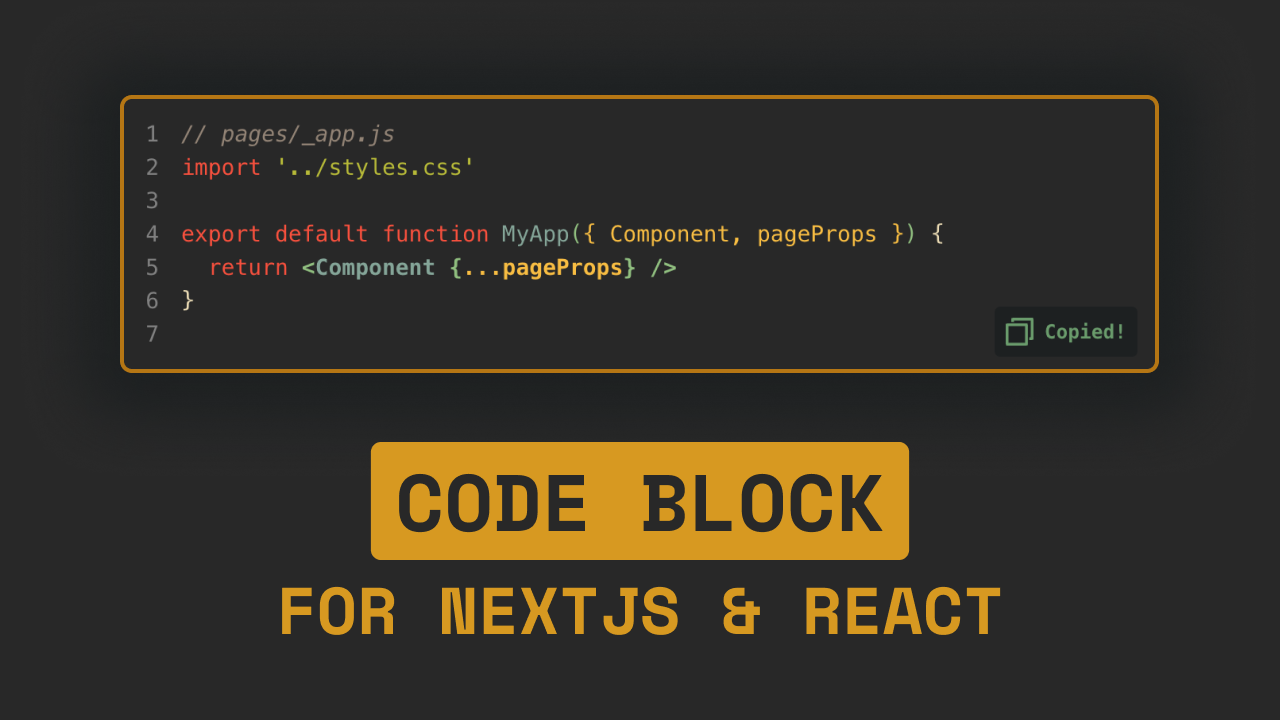 1 // pages/_app.js
2 import '../styles.css'
3
4 export default function MyApp({ Component, pageProps }) {
5   return <Component {...pageProps} />
6 }
7
Copied!
CODE BLOCK
FOR NEXTJS & REACT